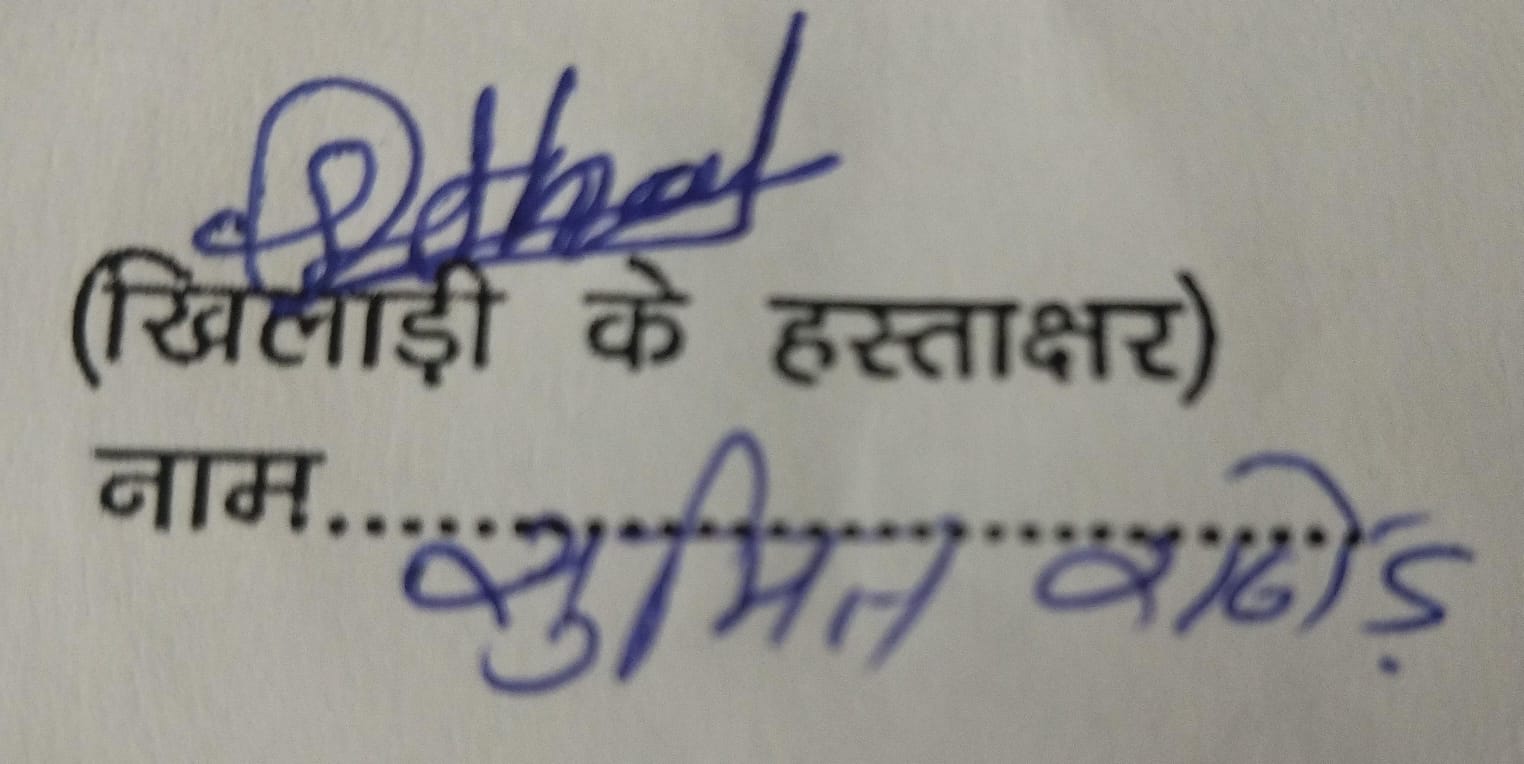 (खिलाड़ी के हस्ताक्षर)
नाम.............................. सुमित राठोड़